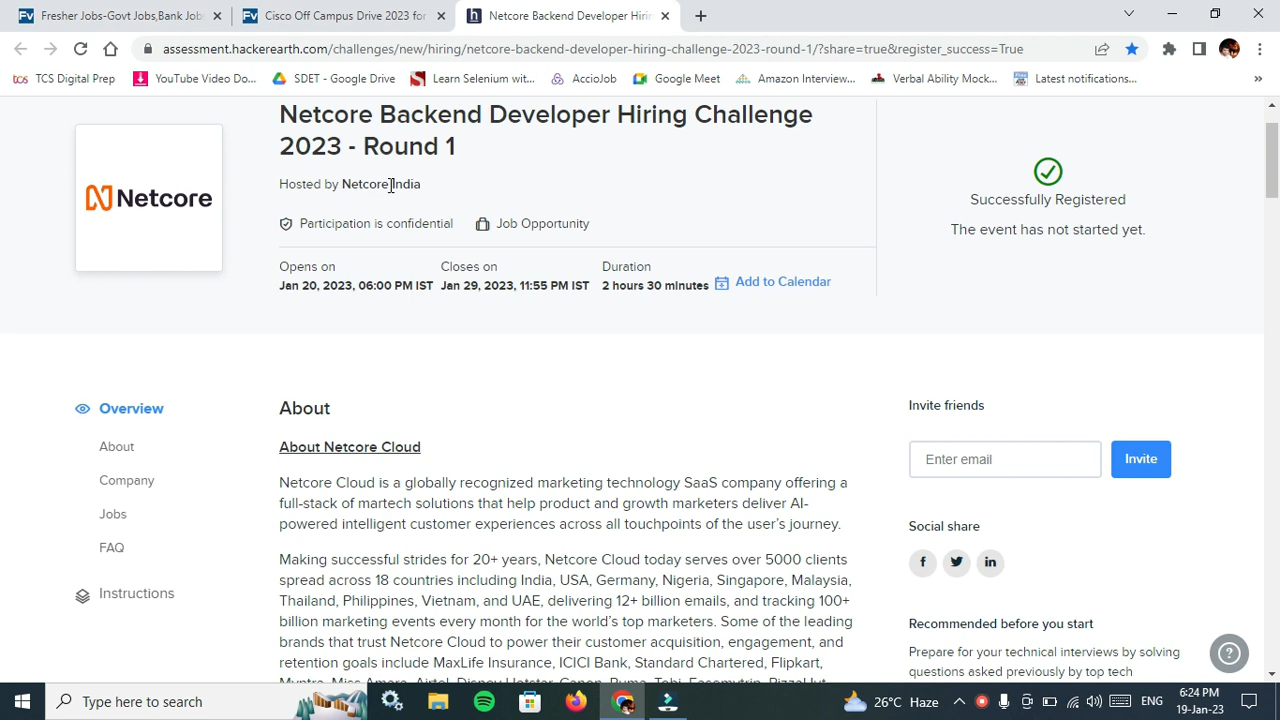 Fresher Jobs-Govt Jobs,Bank Jobs
Cisco Off Campus Drive 2023 for
Netcore Backend Developer Hirin
assessment.hackerearth.com/challenges/new/hiring/netcore-backend-developer-hiring-challenge-2023-round-1/?share=true&register_success=True
TCS Digital Prep
YouTube Video Do...
SDET - Google Drive
Learn Selenium wit...
AccioJob
Google Meet
Amazon Interview...
Verbal Ability Mock...
Latest notifications...
»
Netcore Backend Developer Hiring Challenge
2023 - Round 1
Netcore
Hosted by Netcore India
Participation is confidential
Job Opportunity
Successfully Registered
The event has not started yet.
Opens on
Jan 20, 2023, 06:00 PM IST
Closes on
Jan 29, 2023, 11:55 PM IST
Duration
2 hours 30 minutes
Add to Calendar
Overview
About
Company
Jobs
FAQ
Instructions
About
About Netcore Cloud
Netcore Cloud is a globally recognized marketing technology SaaS company offering a
full-stack of martech solutions that help product and growth marketers deliver AI-
powered intelligent customer experiences across all touchpoints of the user's journey.
Making successful strides for 20+ years, Netcore Cloud today serves over 5000 clients
spread across 18 countries including India, USA, Germany, Nigeria, Singapore, Malaysia,
Thailand, Philippines, Vietnam, and UAE, delivering 12+ billion emails, and tracking 100+
billion marketing events every month for the world's top marketers. Some of the leading
brands that trust Netcore Cloud to power their customer acquisition, engagement, and
retention goals include MaxLife Insurance, ICICI Bank, Standard Chartered, Flipkart,
Invite friends
Enter email
Invite
Social share
Recommended before you start
Prepare for your technical interviews by solving
questions asked previously by top tech
Type here to search
26°C Haze
ENG
6:24 PM
19-Jan-23